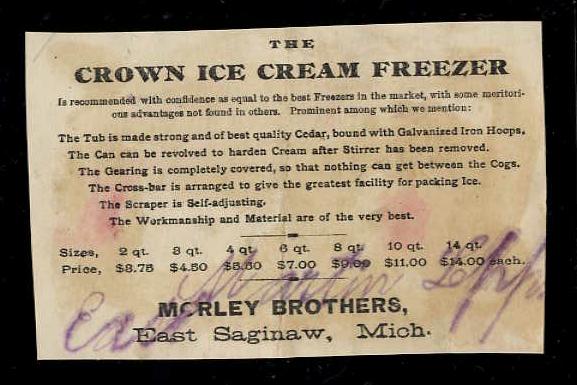 THE
CROWN ICE CREAM FREEZER
Is recommended with confidence as equal to the best Freezers in the market, with some meritori-
ous advantages not found in others. Prominent among which we mention:
The Tub is made strong and of best quality Cedar, bound with Galvanized Iron Hoops.
The Can can be revolved to harden Cream after Stirrer has been removed.
The Gearing is completely covered, so that nothing can get between the Cogs.
The Cross-bar is arranged to give the greatest facility for packing Ice.
The Scraper is Self-adjusting.
The Workmanship and Material are of the very best.
Sizes, 2 qt. 3 qt. 4 qt. 6 qt. 8 qt. 10 qt. 14 qt.
Price, $3.75 $4.50 $5.50 $7.00 $9.00 $11.00 $14.00 each.
MORLEY BROTHERS,
East Saginaw, Mich.